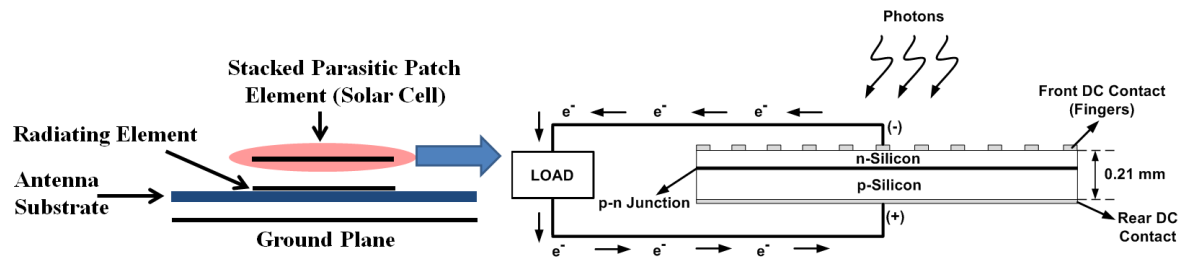 Stacked Parasitic Patch
Element (Solar Cell)
Radiating Element
Antenna
Substrate
Ground Plane
Photons
e⁻ e⁻ e⁻
(-)
Front DC Contact
(Fingers)
n-Silicon
LOAD
0.21 mm
p-Silicon
p-n Junction
(+)
Rear DC
Contact
e⁻ e⁻ e⁻